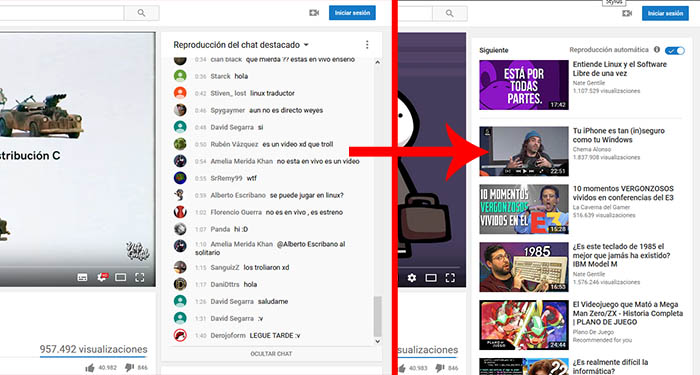 Iniciar sesión
Reproducción del chat destacado
0:34 cian black que mierda ?? estas en vivo enserio
0:36 Starck hola
0:42 Stiven_lost linux traductor
0:46 Spygaymer aun no es directo weyes
0:48 David Segarra si
0:50 Rubén Vázquez es un video xd que troll
0:54 Amelia Merida Khan no esta en vivo es un video
0:55 SrRemy99 wtf
0:59 Alberto Escribano se puede jugar en linux?
1:02 Florencio Guerra no es en vivo , es estreno
1:07 Panda hi :D
1:10 Amelia Merida Khan @Alberto Escribano al
solitario
1:15 SanguiZ los troliaron xd
1:17 DaniDttrs hola
1:26 David Segarra saludame
1:31 David Segarra :v
1:40 Derojoform LEGUE TARDE :v
OCULTAR CHAT
stribución C
957.492 visualizaciones
40.982
846
Stylus
Iniciar sesión
Siguiente
Reproducción automática
ESTÁ POR
TODAS
PARTES.
17:42
Entiende Linux y el Software
Libre de una vez
Nate Gentile
1.107.529 visualizaciones
22:51
Tu iPhone es tan (in)seguro
como tu Windows
Chema Alonso
1.837.908 visualizaciones
10 MOMENTOS
VERGONZOSOS
VIVIDOS EN EL
E3
15:28
10 momentos VERGONZOSOS
vividos en conferencias del E3
La Caverna del Gamer
516.639 visualizaciones
1985
16:53
¿Es este teclado de 1985 el
mejor que jamás ha existido?
IBM Model M
Nate Gentile
1.576.246 visualizaciones
44:44
El Videojuego que Mató a Mega
Man Zero/ZX - Historia Completa
| PLANO DE JUEGO
Plano De Juego
Recommended for you
¿Es realmente difícil la
informática?
visualizaciones
40.983
846